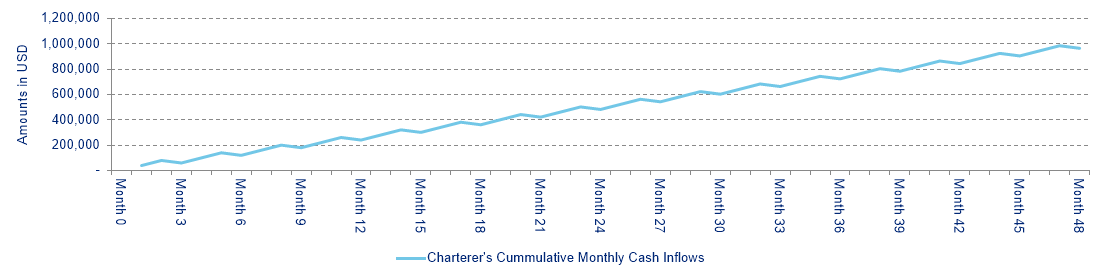 Amounts in USD
1,200,000
1,000,000
800,000
600,000
400,000
200,000
-
Month 0
Month 3
Month 6
Month 9
Month 12
Month 15
Month 18
Month 21
Month 24
Month 27
Month 30
Month 33
Month 36
Month 39
Month 42
Month 45
Month 48
Charterer's Cummulative Monthly Cash Inflows